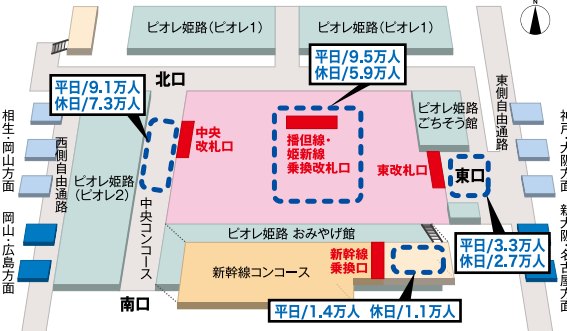 N
ピオレ姫路(ピオレ1)
ピオレ姫路(ピオレ1)
平日/9.5万人
休日/5.9万人
北口
平日/9.1万人
休日/7.3万人
東側自由通路
ピオレ姫路
ごちそう館
中央
改札口
播但線・
姫新線
乗換改札口
相生・岡山方面
神戸・大阪方面
西側自由通路
東改札口
東口
ピオレ姫路
(ピオレ2)
中央コンコース
ピオレ姫路 おみやげ館
平日/3.3万人
休日/2.7万人
岡山・広島方面
新大阪・名古屋方面
新幹線コンコース
新幹線
乗換口
南口
平日/1.4万人 休日/1.1万人